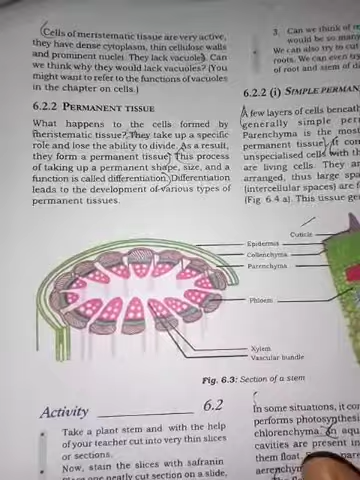 Cells of meristematic tissue are very active,
they have dense cytoplasm, thin cellulose walls
and prominent nuclei. They lack vacuoles. Can
we think why they would lack vacuoles? (You
might want to refer to the functions of vacuoles
in the chapter on cells.)
6.2.2 PERMANENT TISSUE
What happens to the cells formed by
meristematic tissue? They take up a specific
role and lose the ability to divide. As a result,
they form a permanent tissue. This process
of taking up a permanent shape, size, and a
function is called differentiation. Differentiation
leads to the development of various types of
permanent tissues.
3. Can we think of
would be so many
We can also try to cut
roots. We can even try
of root and stem of
6.2.2 (i) SIMPLE PERMAN
A few layers of cells beneath
generally simple per
Parenchyma is the most
permanent tissue. It con
unspecialised cells with th
are living cells. They ar
arranged, thus large spa
(intercellular spaces) are f
(Fig. 6.4 a). This tissue ge
Cuticle
Epidermis
Collenchyma
Parenchyma
Phloem
Xylem
Vascular bundle
Fig. 6.3: Section of a stem
Activity 6.2
• Take a plant stem and with the help
of your teacher cut into very thin slices
or sections.
• Now, stain the slices with safranin
one neatly cut section on a slide,
In some situations, it con
performs photosynthesi
chlorenchyma. In aqu
cavities are present in
them float.
aerenchym